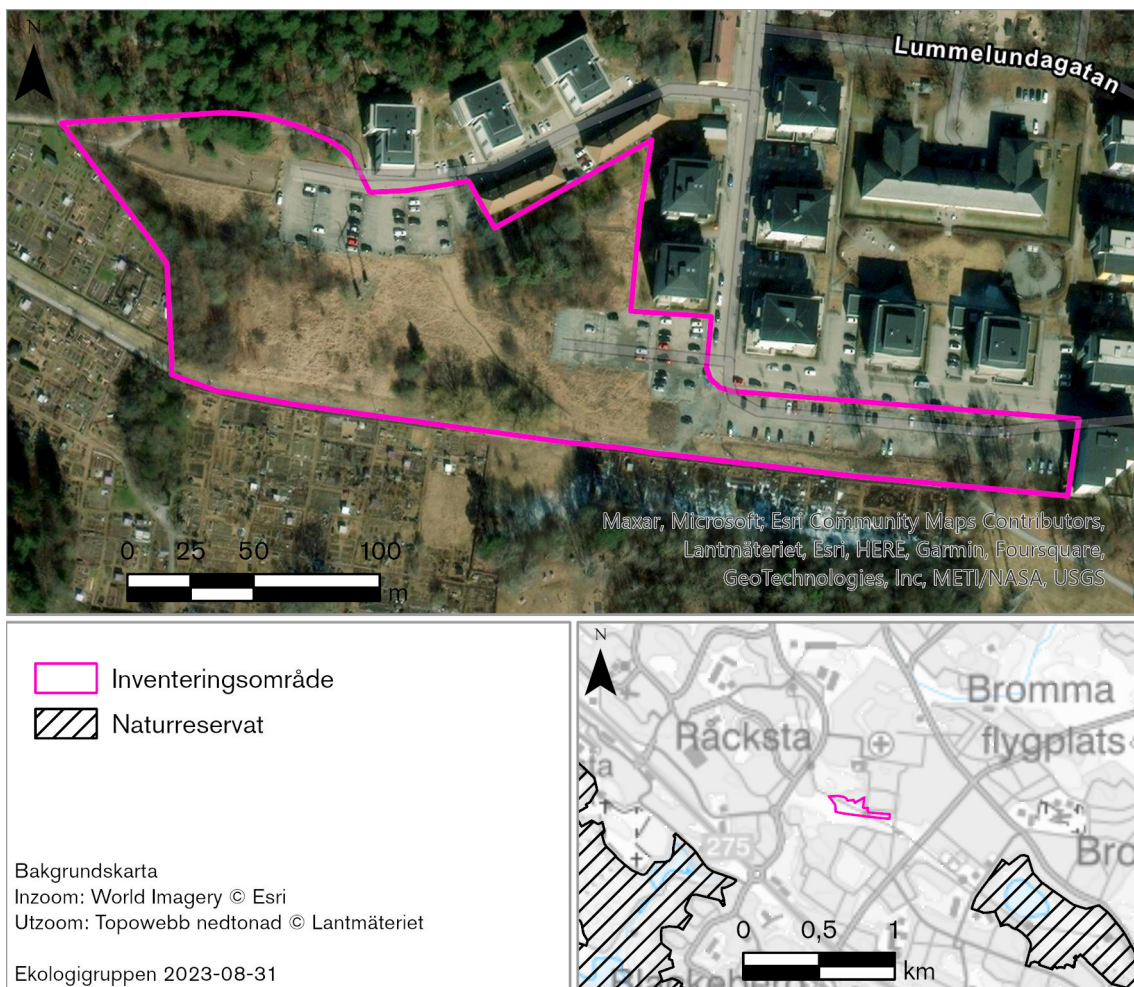 N
Lummelundagatan
Maxar, Microsoft, Esri Community Maps Contributors,
Lantmäteriet, Esri, HERE, Garmin, Foursquare,
GeoTechnologies, Inc, METI/NASA, USGS
0 25 50 100
m
Inventeringsområde
Naturreservat
Bakgrundskarta
Inzoom: World Imagery © Esri
Utzoom: Topowebb nedtonad © Lantmäteriet
Ekologigruppen 2023-08-31
N
Bromma
flygplats
Råcksta
ta
275
Bro
0 0,5 1
km